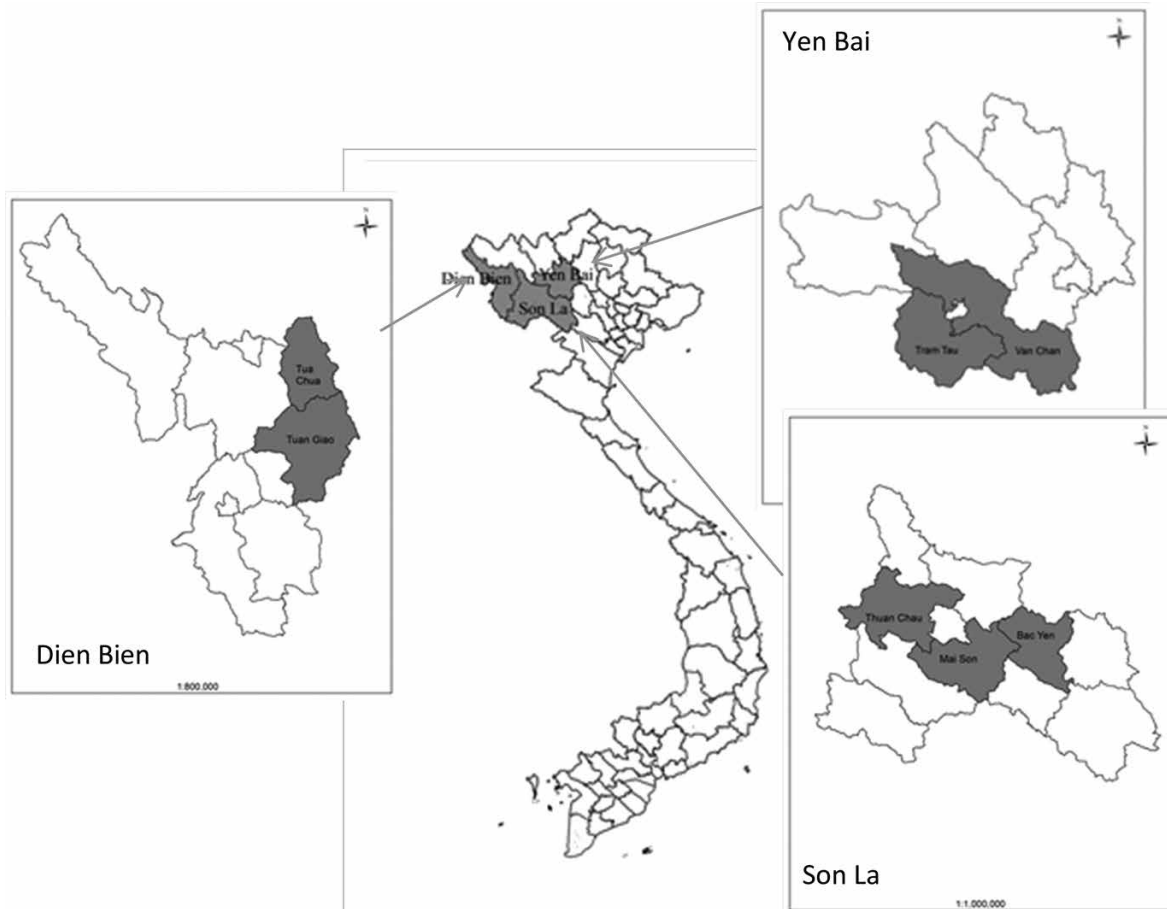 Yen Bai
N
Tram Tau
Van Chan
Dien Bien
Yen Bai
Son La
N
Tua
Chua
Tuan Giao
Dien Bien
1:800,000
N
Thuan Chau
Bac Yen
Mai Son
Son La
1:1,000,000